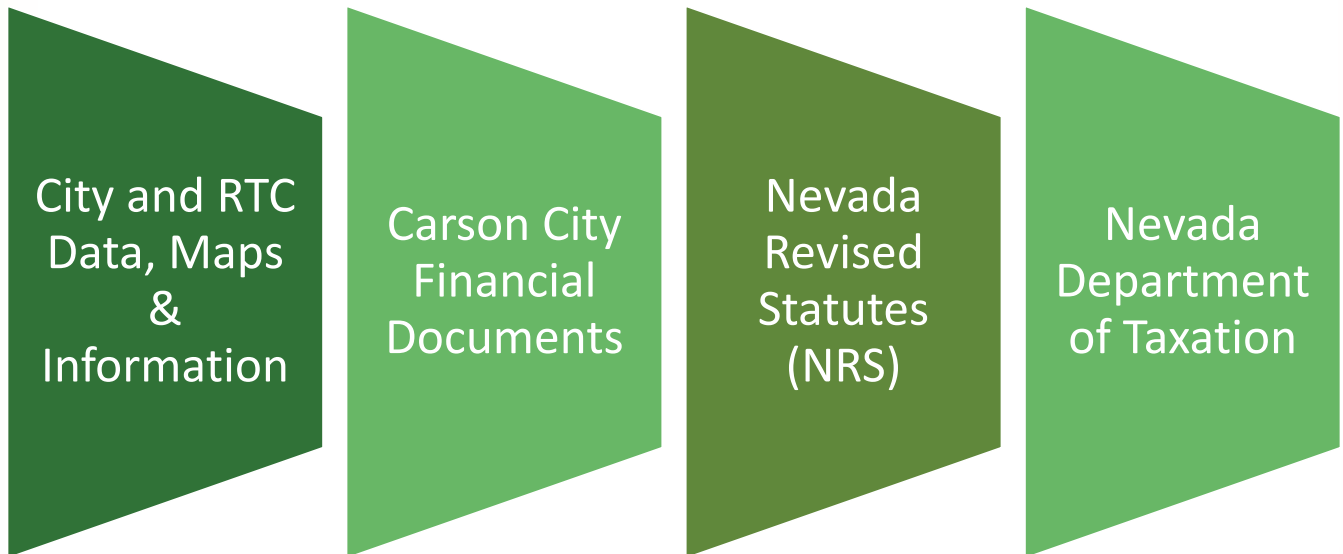 City and RTC
Data, Maps
&
Information
Carson City
Financial
Documents
Nevada
Revised
Statutes
(NRS)
Nevada
Department
of Taxation